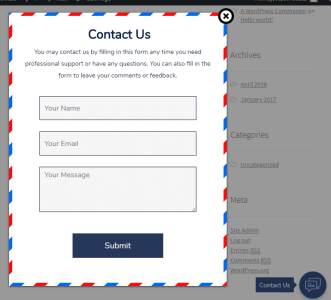 Contact Us
You may contact us by filling in this form any time you need
professional support or have any questions. You can also fill in the
form to leave your comments or feedback.
Your Name
Your Email
Your Message
Submit
A WordPress Commenter on
Hello world!
Archives
April 2018
January 2017
Categories
Uncategorized
Meta
Site Admin
Log out
Entries RSS
Comments RSS
WordPress.org
Contact Us